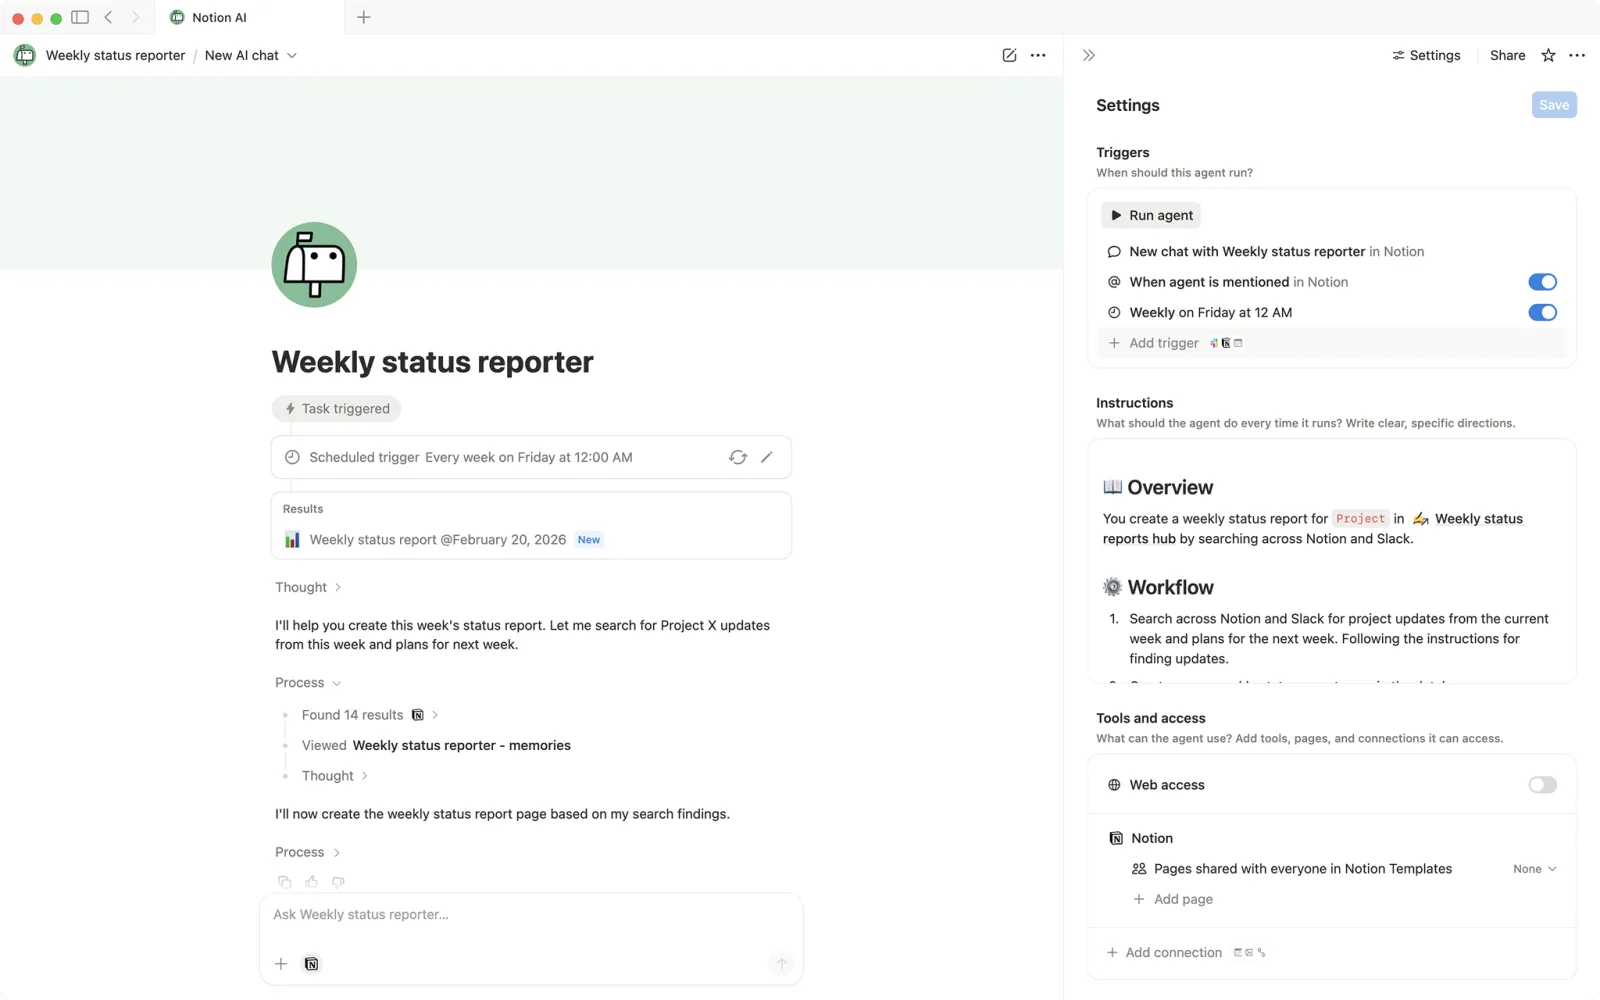 Notion AI
Weekly status reporter / New AI chat
Settings
Share
Weekly status reporter
Task triggered
Scheduled trigger Every week on Friday at 12:00 AM
Results
Weekly status report @February 20, 2026 New
Thought
I'll help you create this week's status report. Let me search for Project X updates
from this week and plans for next week.
Process
Found 14 results
Viewed Weekly status reporter - memories
Thought
I'll now create the weekly status report page based on my search findings.
Process
Ask Weekly status reporter...
Settings
Save
Triggers
When should this agent run?
Run agent
New chat with Weekly status reporter in Notion
When agent is mentioned in Notion
Weekly on Friday at 12 AM
Add trigger
Instructions
What should the agent do every time it runs? Write clear, specific directions.
Overview
You create a weekly status report for Project in Weekly status
reports hub by searching across Notion and Slack.
Workflow
1. Search across Notion and Slack for project updates from the current
week and plans for the next week. Following the instructions for
finding updates.
Tools and access
What can the agent use? Add tools, pages, and connections it can access.
Web access
Notion
Pages shared with everyone in Notion Templates
None
Add page
Add connection